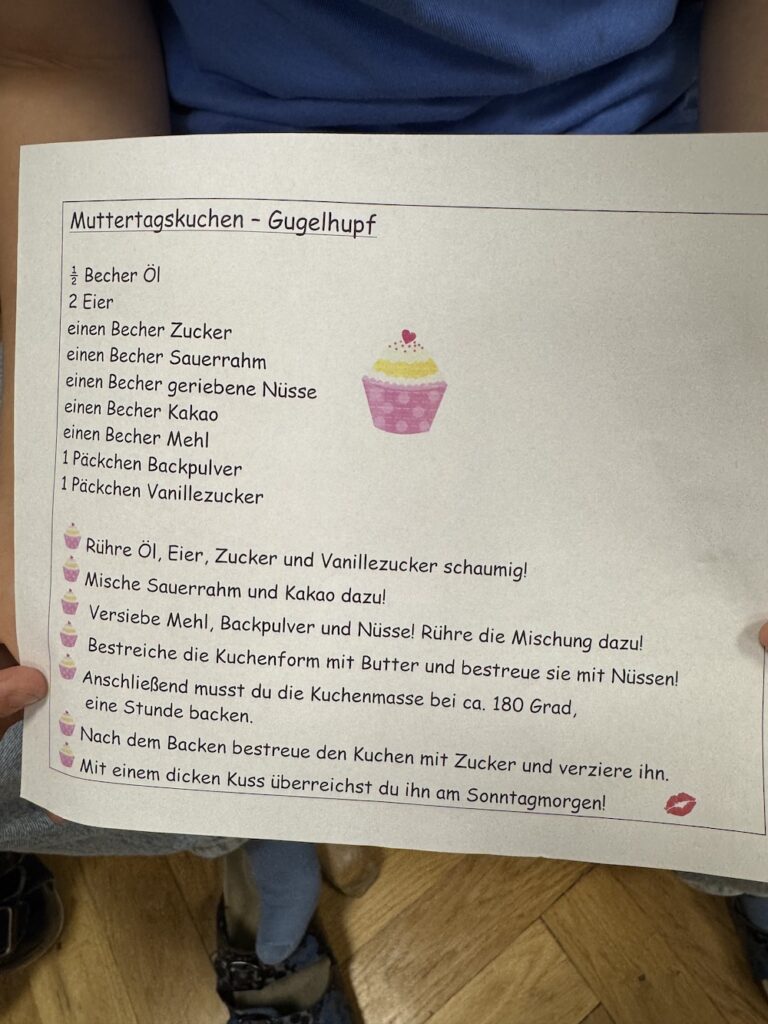 Muttertagskuchen – Gugelhupf
½ Becher Öl
2 Eier
einen Becher Zucker
einen Becher Sauerrahm
einen Becher geriebene Nüsse
einen Becher Kakao
einen Becher Mehl
1 Päckchen Backpulver
1 Päckchen Vanillezucker
Rühre Öl, Eier, Zucker und Vanillezucker schaumig!
Mische Sauerrahm und Kakao dazu!
Versiebe Mehl, Backpulver und Nüsse! Rühre die Mischung dazu!
Bestreiche die Kuchenform mit Butter und bestreue sie mit Nüssen!
Anschließend musst du die Kuchenmasse bei ca. 180 Grad,
eine Stunde backen.
Nach dem Backen bestreue den Kuchen mit Zucker und verziere ihn.
Mit einem dicken Kuss überreichst du ihn am Sonntagmorgen!